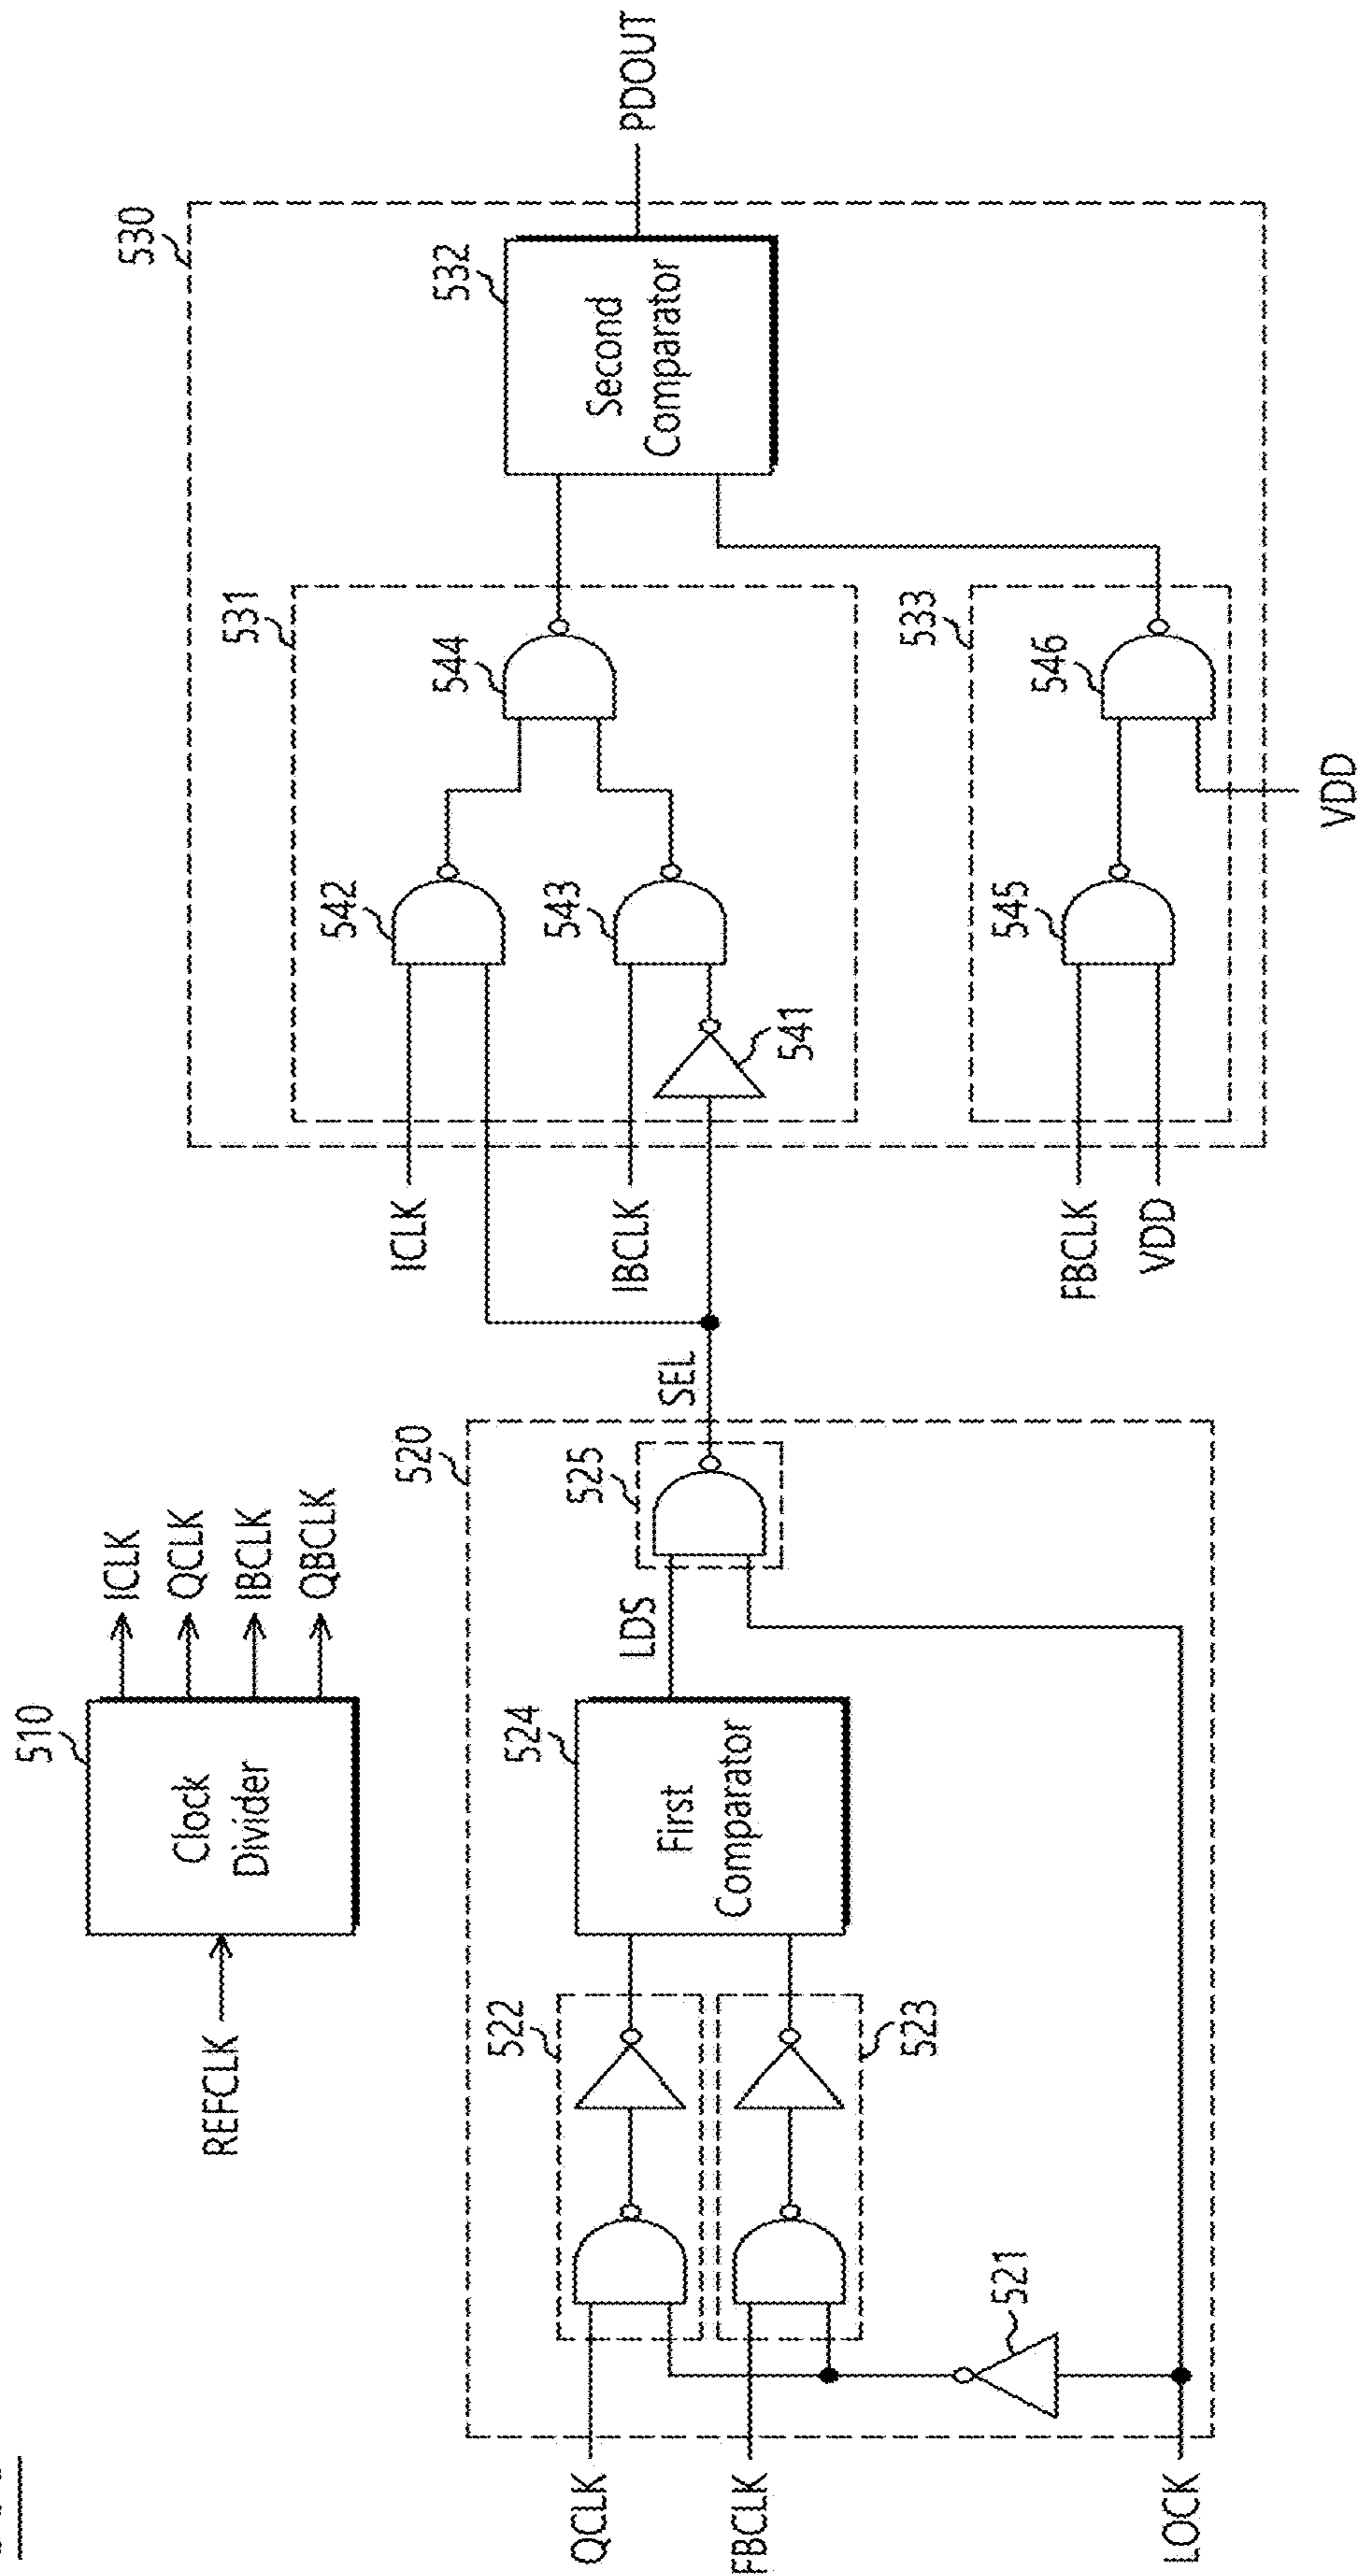 510
REFCLK
Clock
Divider
ICLK
QCLK
IBCLK
QBCLK
520
QCLK
FBCLK
LOCK
521
522
523
524
First
Comparator
LDS
525
SEL
530
ICLK
IBCLK
531
541
542
543
544
532
Second
Comparator
PDOUT
533
FBCLK
VDD
545
546
VDD